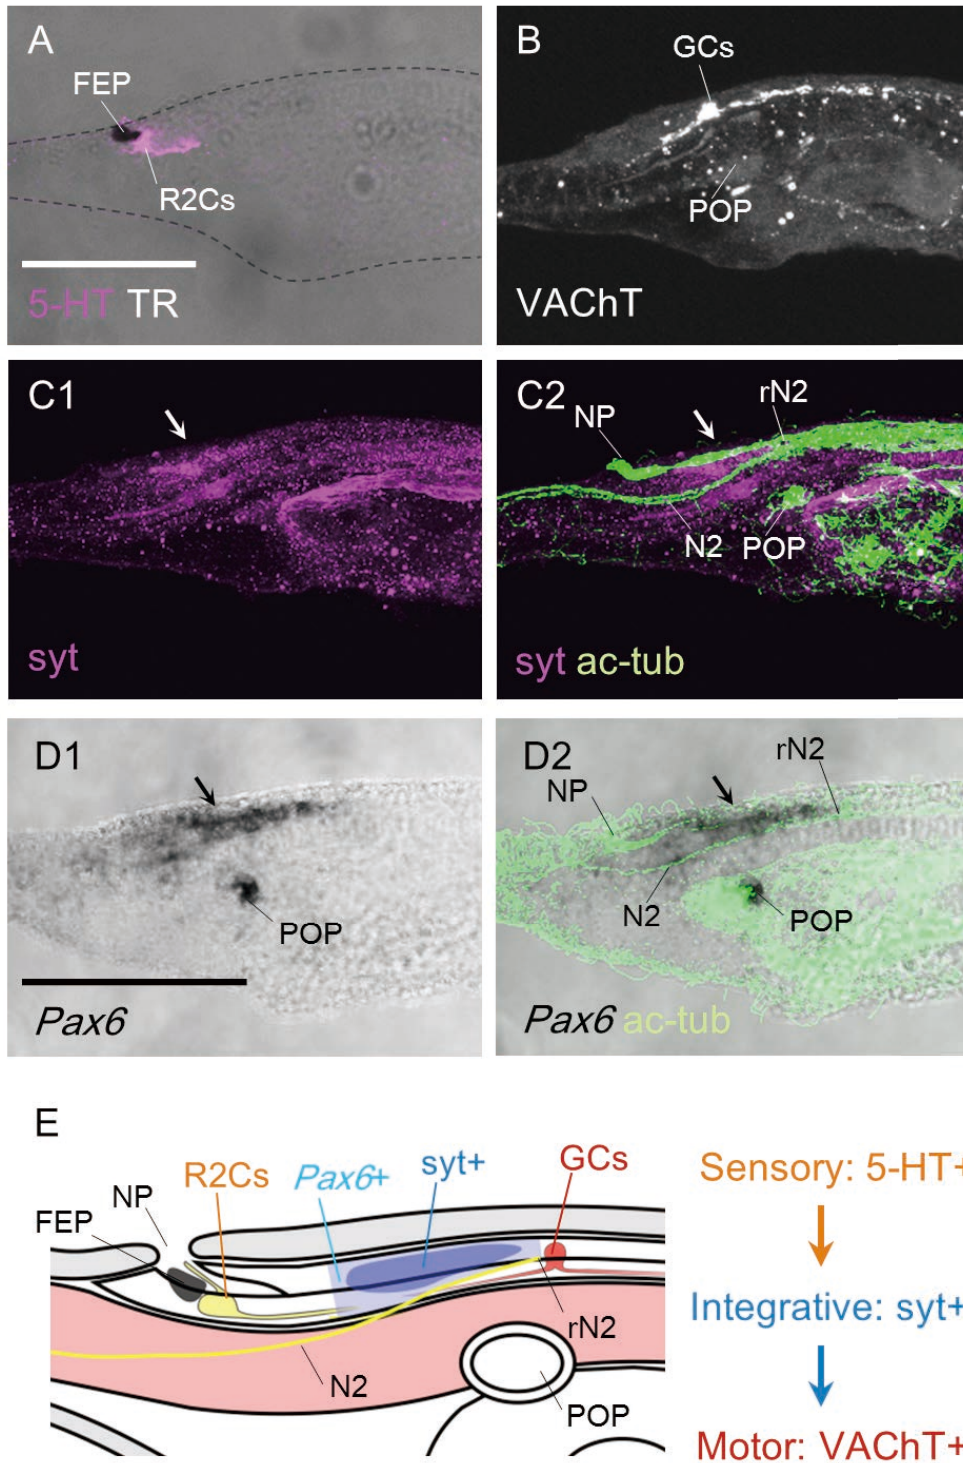 A
FEP
R2Cs
5-HT TR
B
GCs
POP
VAChT
C1
syt
C2
NP
rN2
N2
POP
syt ac-tub
D1
POP
Pax6
D2
NP
rN2
N2
POP
Pax6 ac-tub
E
FEP
NP
R2Cs
Pax6+
syt+
GCs
N2
rN2
POP
Sensory: 5-HT+
Integrative: syt+
Motor: VAChT+